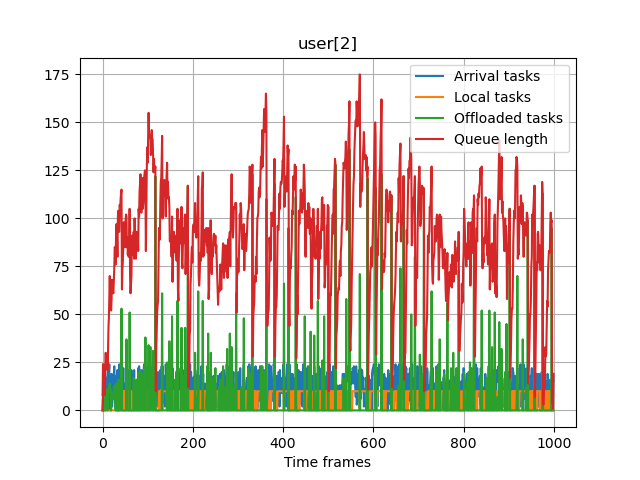 user[2]
175
150
125
100
75
50
25
0
Arrival tasks
Local tasks
Offloaded tasks
Queue length
0 200 400 600 800 1000
Time frames